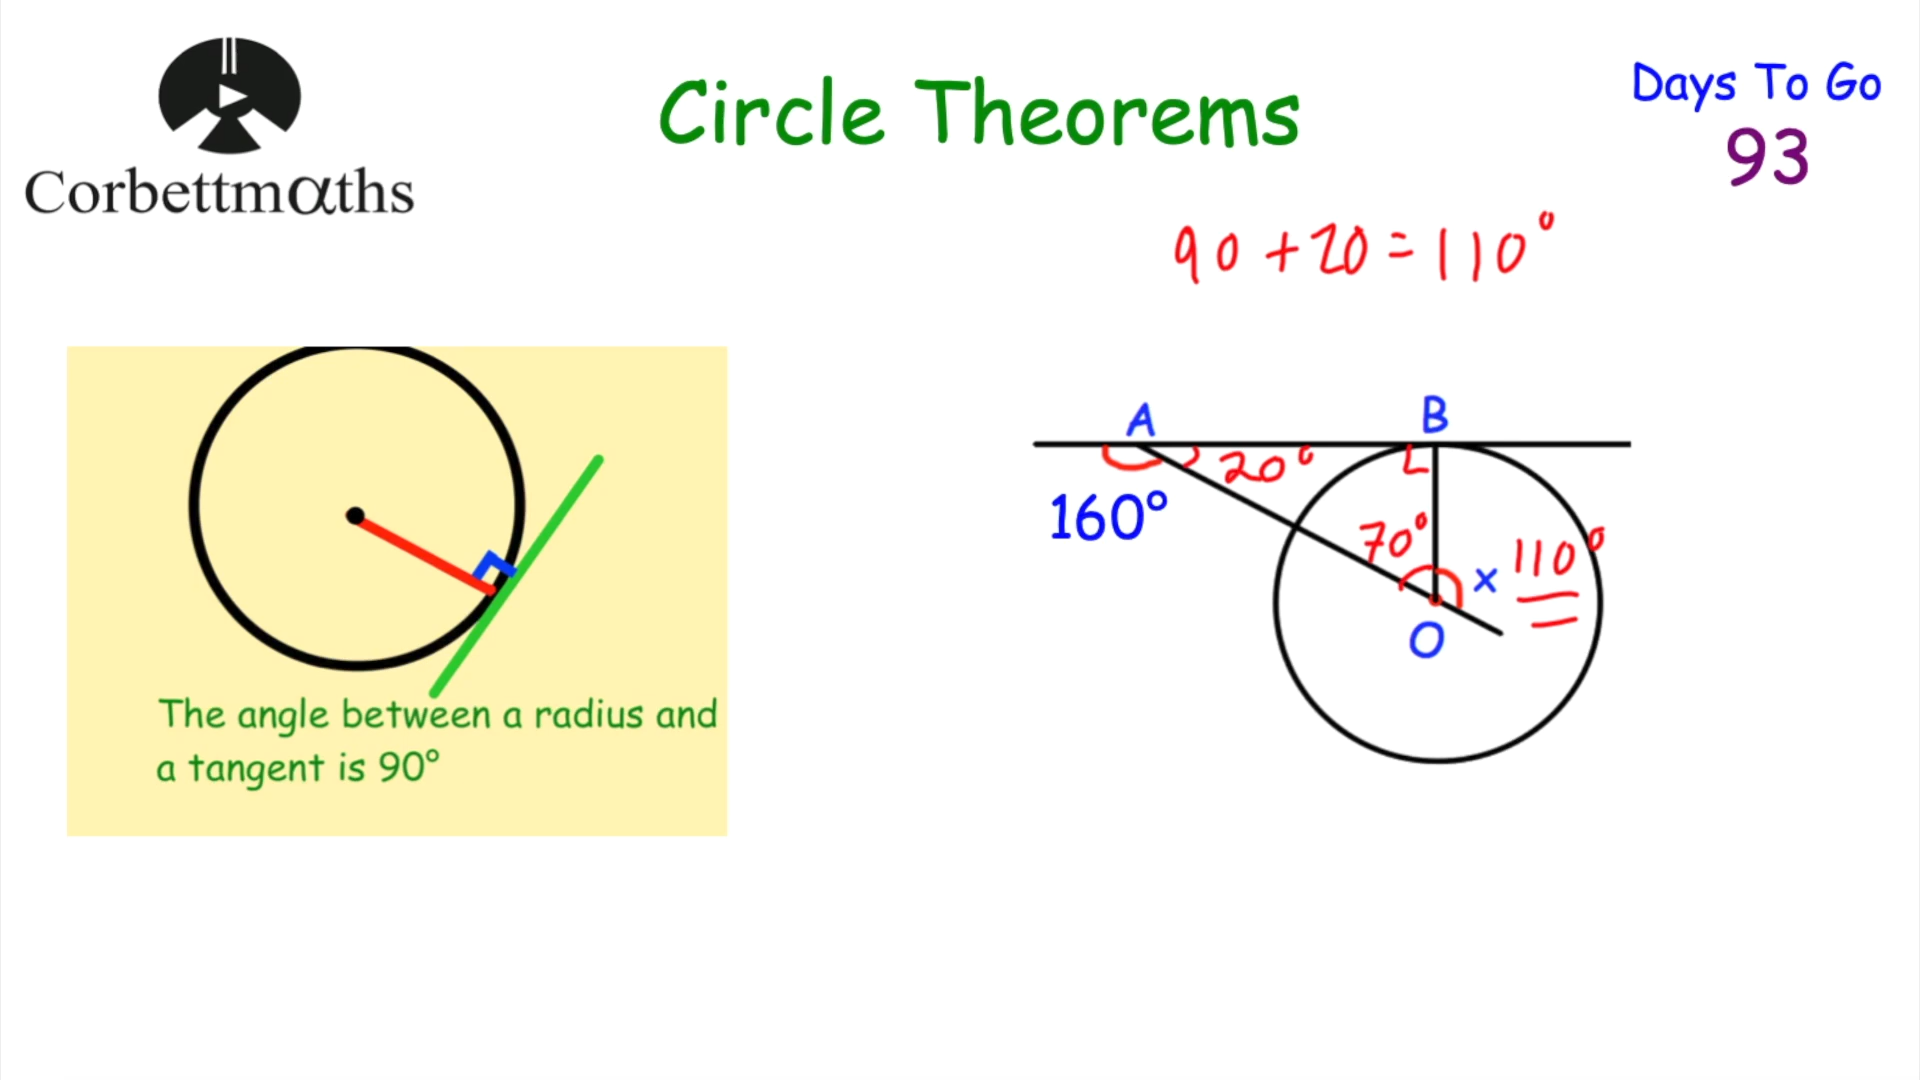 Corbettmαths
Circle Theorems
Days To Go
93
90 + 20 = 110°
The angle between a radius and
a tangent is 90°
A
B
20°
160°
70°
x
110°
O